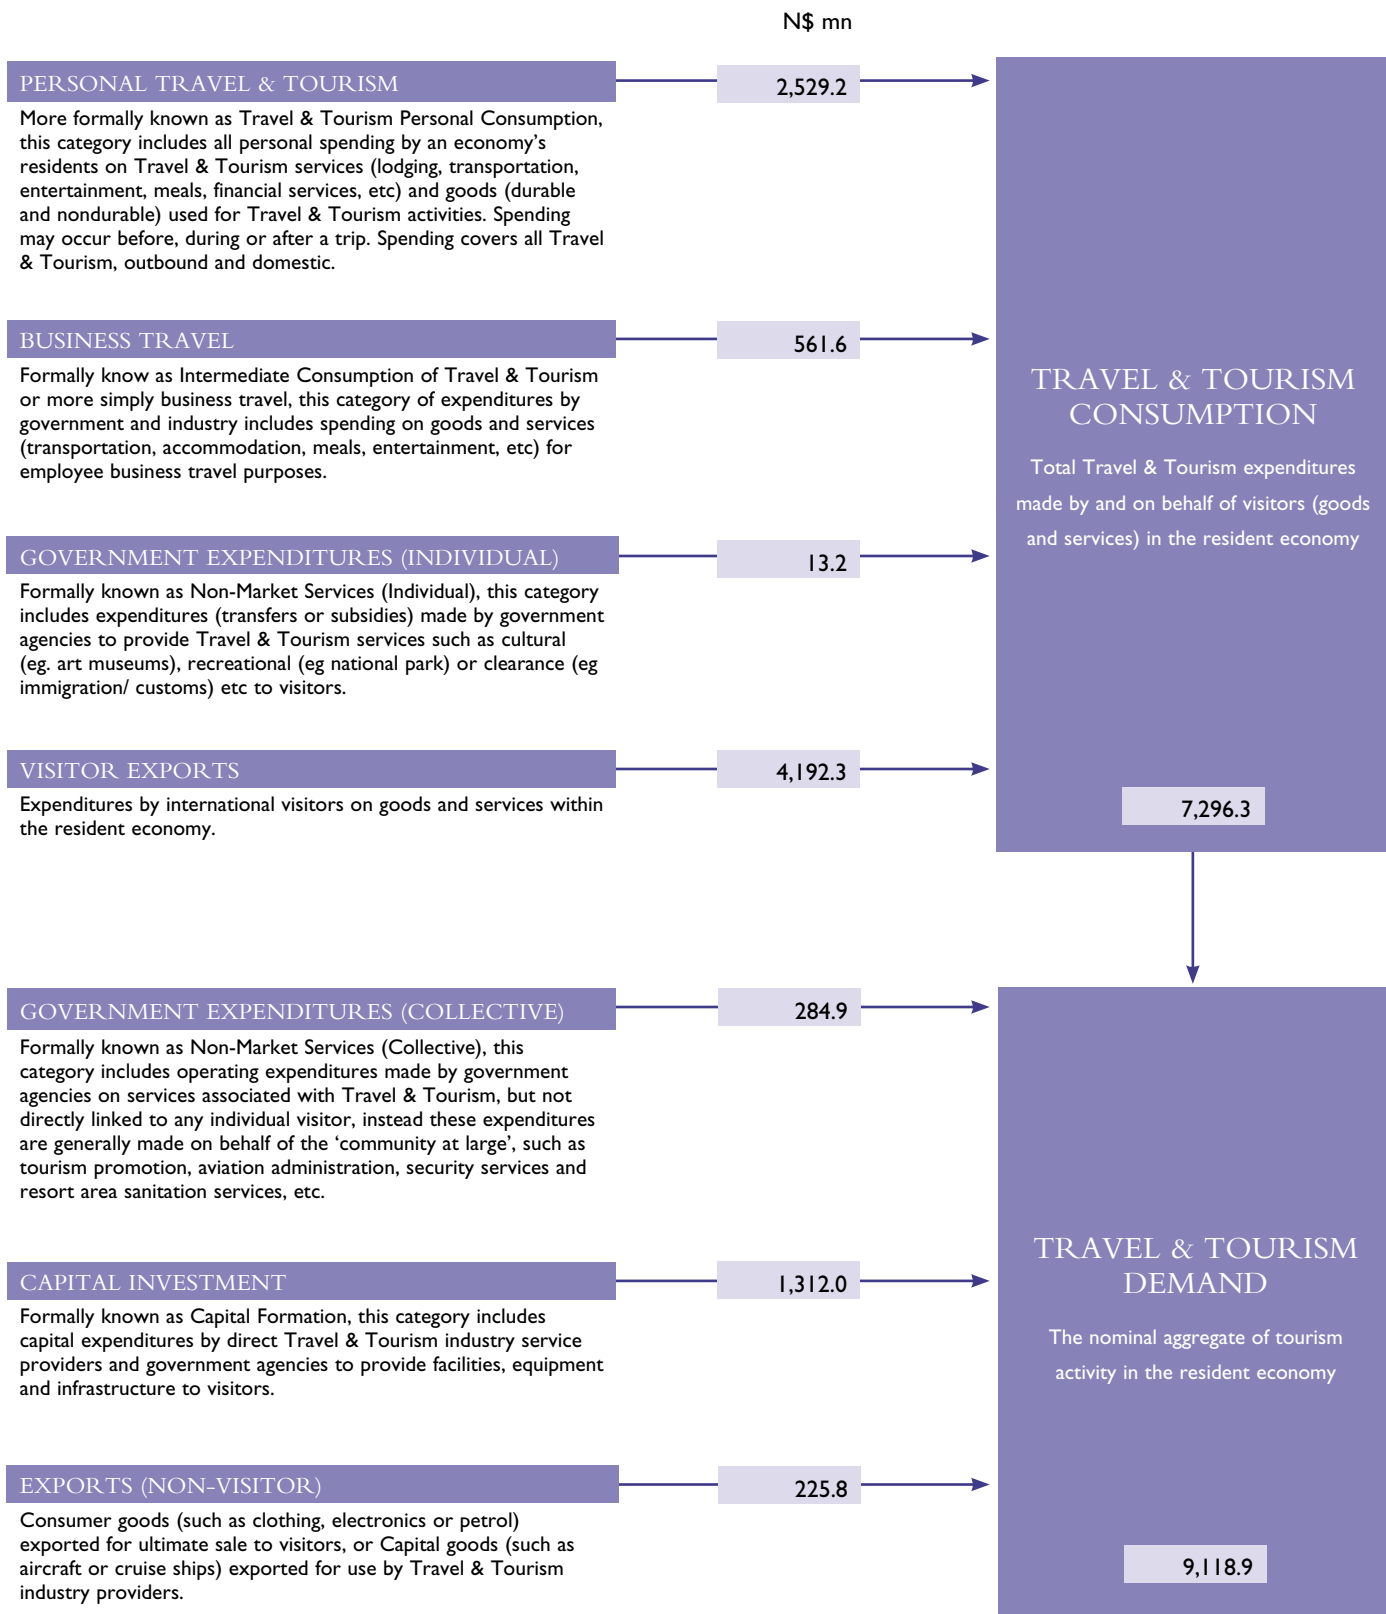 N$ mn
PERSONAL TRAVEL & TOURISM
2,529.2
More formally known as Travel & Tourism Personal Consumption,
this category includes all personal spending by an economy’s
residents on Travel & Tourism services (lodging, transportation,
entertainment, meals, financial services, etc) and goods (durable
and nondurable) used for Travel & Tourism activities. Spending
may occur before, during or after a trip. Spending covers all Travel
& Tourism, outbound and domestic.
BUSINESS TRAVEL
561.6
Formally know as Intermediate Consumption of Travel & Tourism
or more simply business travel, this category of expenditures by
government and industry includes spending on goods and services
(transportation, accommodation, meals, entertainment, etc) for
employee business travel purposes.
GOVERNMENT EXPENDITURES (INDIVIDUAL)
13.2
Formally known as Non-Market Services (Individual), this category
includes expenditures (transfers or subsidies) made by government
agencies to provide Travel & Tourism services such as cultural
(eg. art museums), recreational (eg national park) or clearance (eg
immigration/ customs) etc to visitors.
VISITOR EXPORTS
4,192.3
Expenditures by international visitors on goods and services within
the resident economy.
TRAVEL & TOURISM
CONSUMPTION
Total Travel & Tourism expenditures
made by and on behalf of visitors (goods
and services) in the resident economy
7,296.3
GOVERNMENT EXPENDITURES (COLLECTIVE)
284.9
Formally known as Non-Market Services (Collective), this
category includes operating expenditures made by government
agencies on services associated with Travel & Tourism, but not
directly linked to any individual visitor, instead these expenditures
are generally made on behalf of the ‘community at large’, such as
tourism promotion, aviation administration, security services and
resort area sanitation services, etc.
CAPITAL INVESTMENT
1,312.0
Formally known as Capital Formation, this category includes
capital expenditures by direct Travel & Tourism industry service
providers and government agencies to provide facilities, equipment
and infrastructure to visitors.
EXPORTS (NON-VISITOR)
225.8
Consumer goods (such as clothing, electronics or petrol)
exported for ultimate sale to visitors, or Capital goods (such as
aircraft or cruise ships) exported for use by Travel & Tourism
industry providers.
TRAVEL & TOURISM
DEMAND
The nominal aggregate of tourism
activity in the resident economy
9,118.9